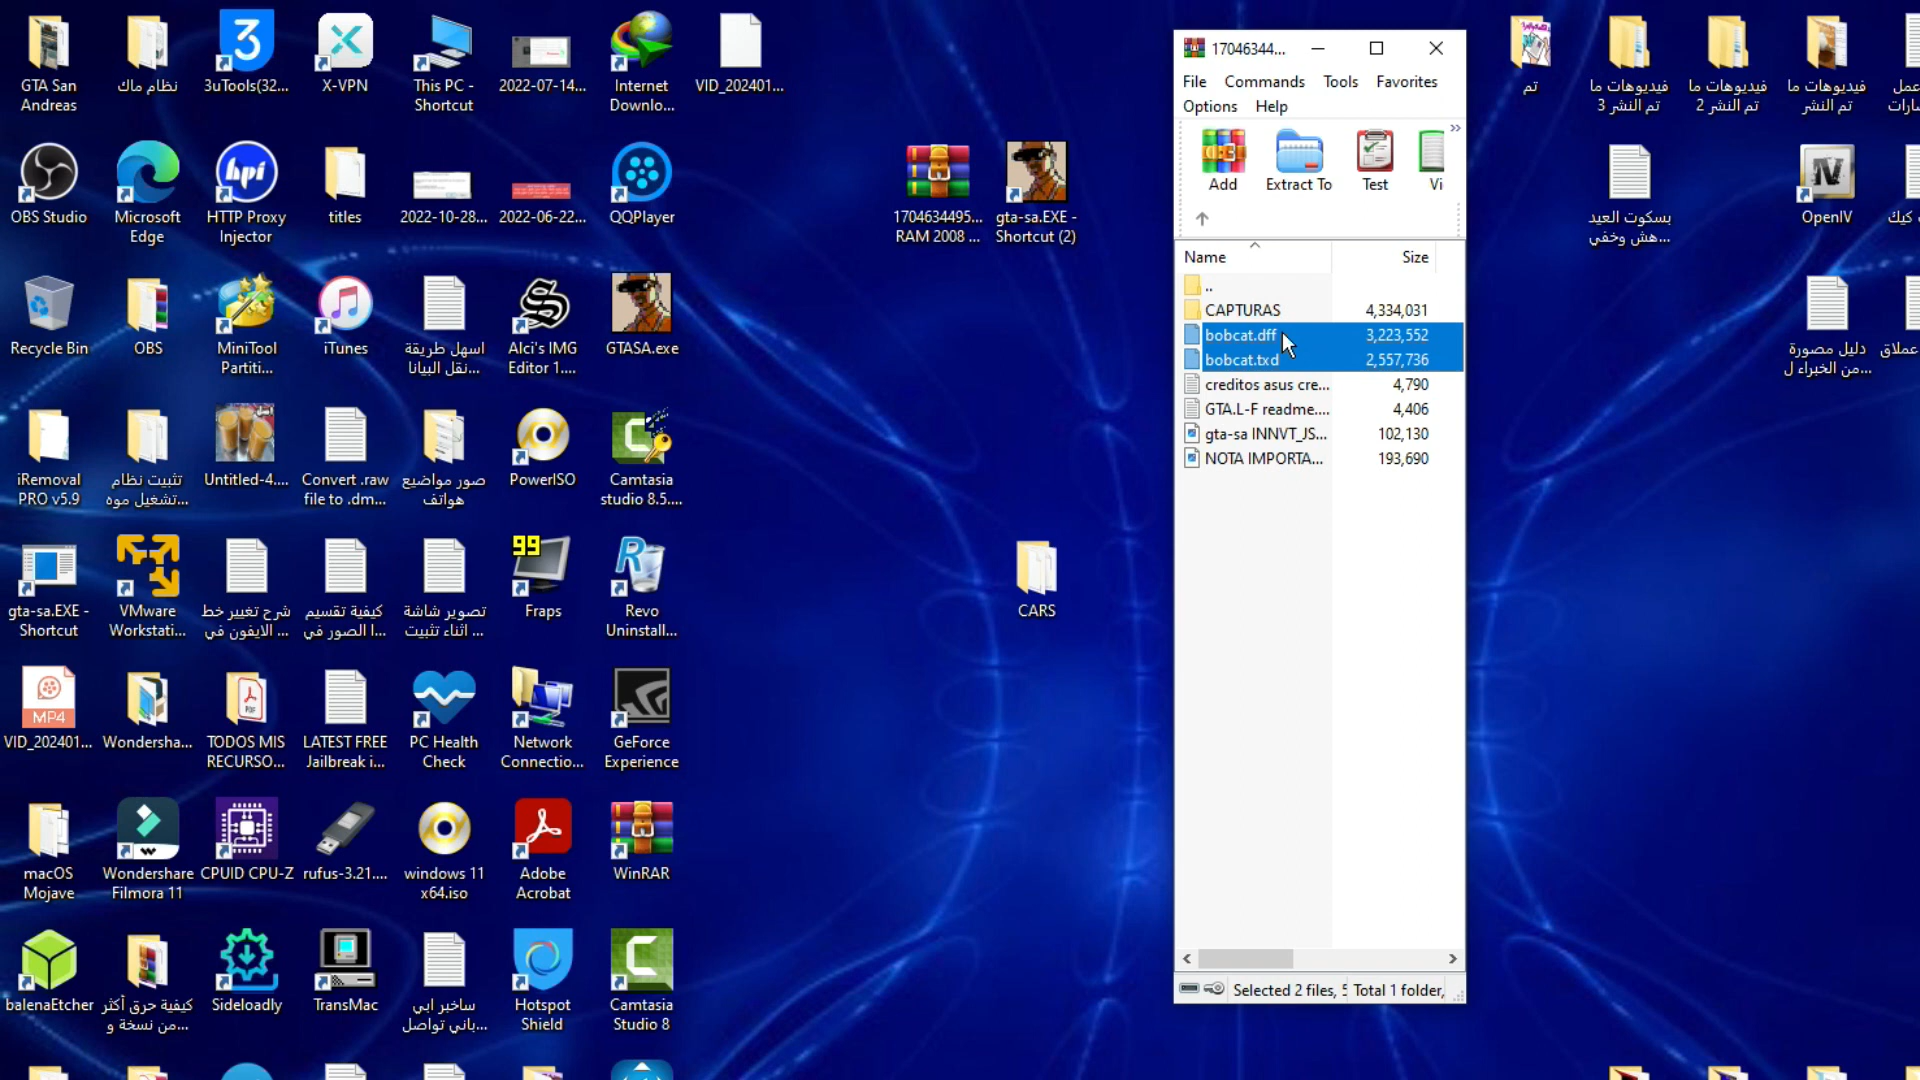 GTA San
Andreas
نظام ماك
3uTools(32...
X-VPN
This PC -
Shortcut
2022-07-14...
Internet
Downlo...
VID_202401...
OBS Studio
Microsoft
Edge
HTTP Proxy
Injector
titles
2022-10-28...
2022-06-22...
QQPlayer
1704634495...
RAM 2008 ...
gta-sa.EXE -
Shortcut (2)
Recycle Bin
OBS
MiniTool
Partiti...
iTunes
اسهل طريقة
نقل البيانا...
Alci's IMG
Editor 1....
GTASA.exe
iRemoval
PRO v5.9
تثبيت نظام
تشغيل موه...
Untitled-4....
Convert .raw
file to .dm...
صور مواضيع
هواتف
PowerISO
Camtasia
studio 8.5....
gta-sa.EXE -
Shortcut
VMware
Workstati...
شرح تغيير خط
الايفون في ...
كيفية تقسيم
الصور في ا...
تصوير شاشة
اثناء تثبيت ...
99
Fraps
Revo
Uninstall...
CARS
MP4
VID_202401...
Wondersha...
PDF
TODOS MIS
RECURSO...
LATEST FREE
Jailbreak i...
PC Health
Check
Network
Connectio...
GeForce
Experience
macOS
Mojave
Wondershare
Filmora 11
CPUID CPU-Z
rufus-3.21....
windows 11
x64.iso
Adobe
Acrobat
WinRAR
balenaEtcher
كيفية حرق أكثر
من نسخة و...
Sideloadly
TransMac
ساخبر ابي
باني تواصل...
Hotspot
Shield
Camtasia
Studio 8
17046344...
File Commands Tools Favorites
Options Help
Add Extract To Test Vi
Name Size
..
CAPTURAS 4,334,031
bobcat.dff 3,223,552
bobcat.txd 2,557,736
creditos asus cre... 4,790
GTA.L-F readme.... 4,406
gta-sa INNVT_JS... 102,130
NOTA IMPORTA... 193,690
Selected 2 files, 5 Total 1 folder,
تم
فيديوهات ما
تم النشر 3
فيديوهات ما
تم النشر 2
فيديوهات ما
تم النشر
عمل
بسكوت العيد
هش وخفي...
OpenIV
كيك
دليل مصورة
من الخبراء ل...
عملاق